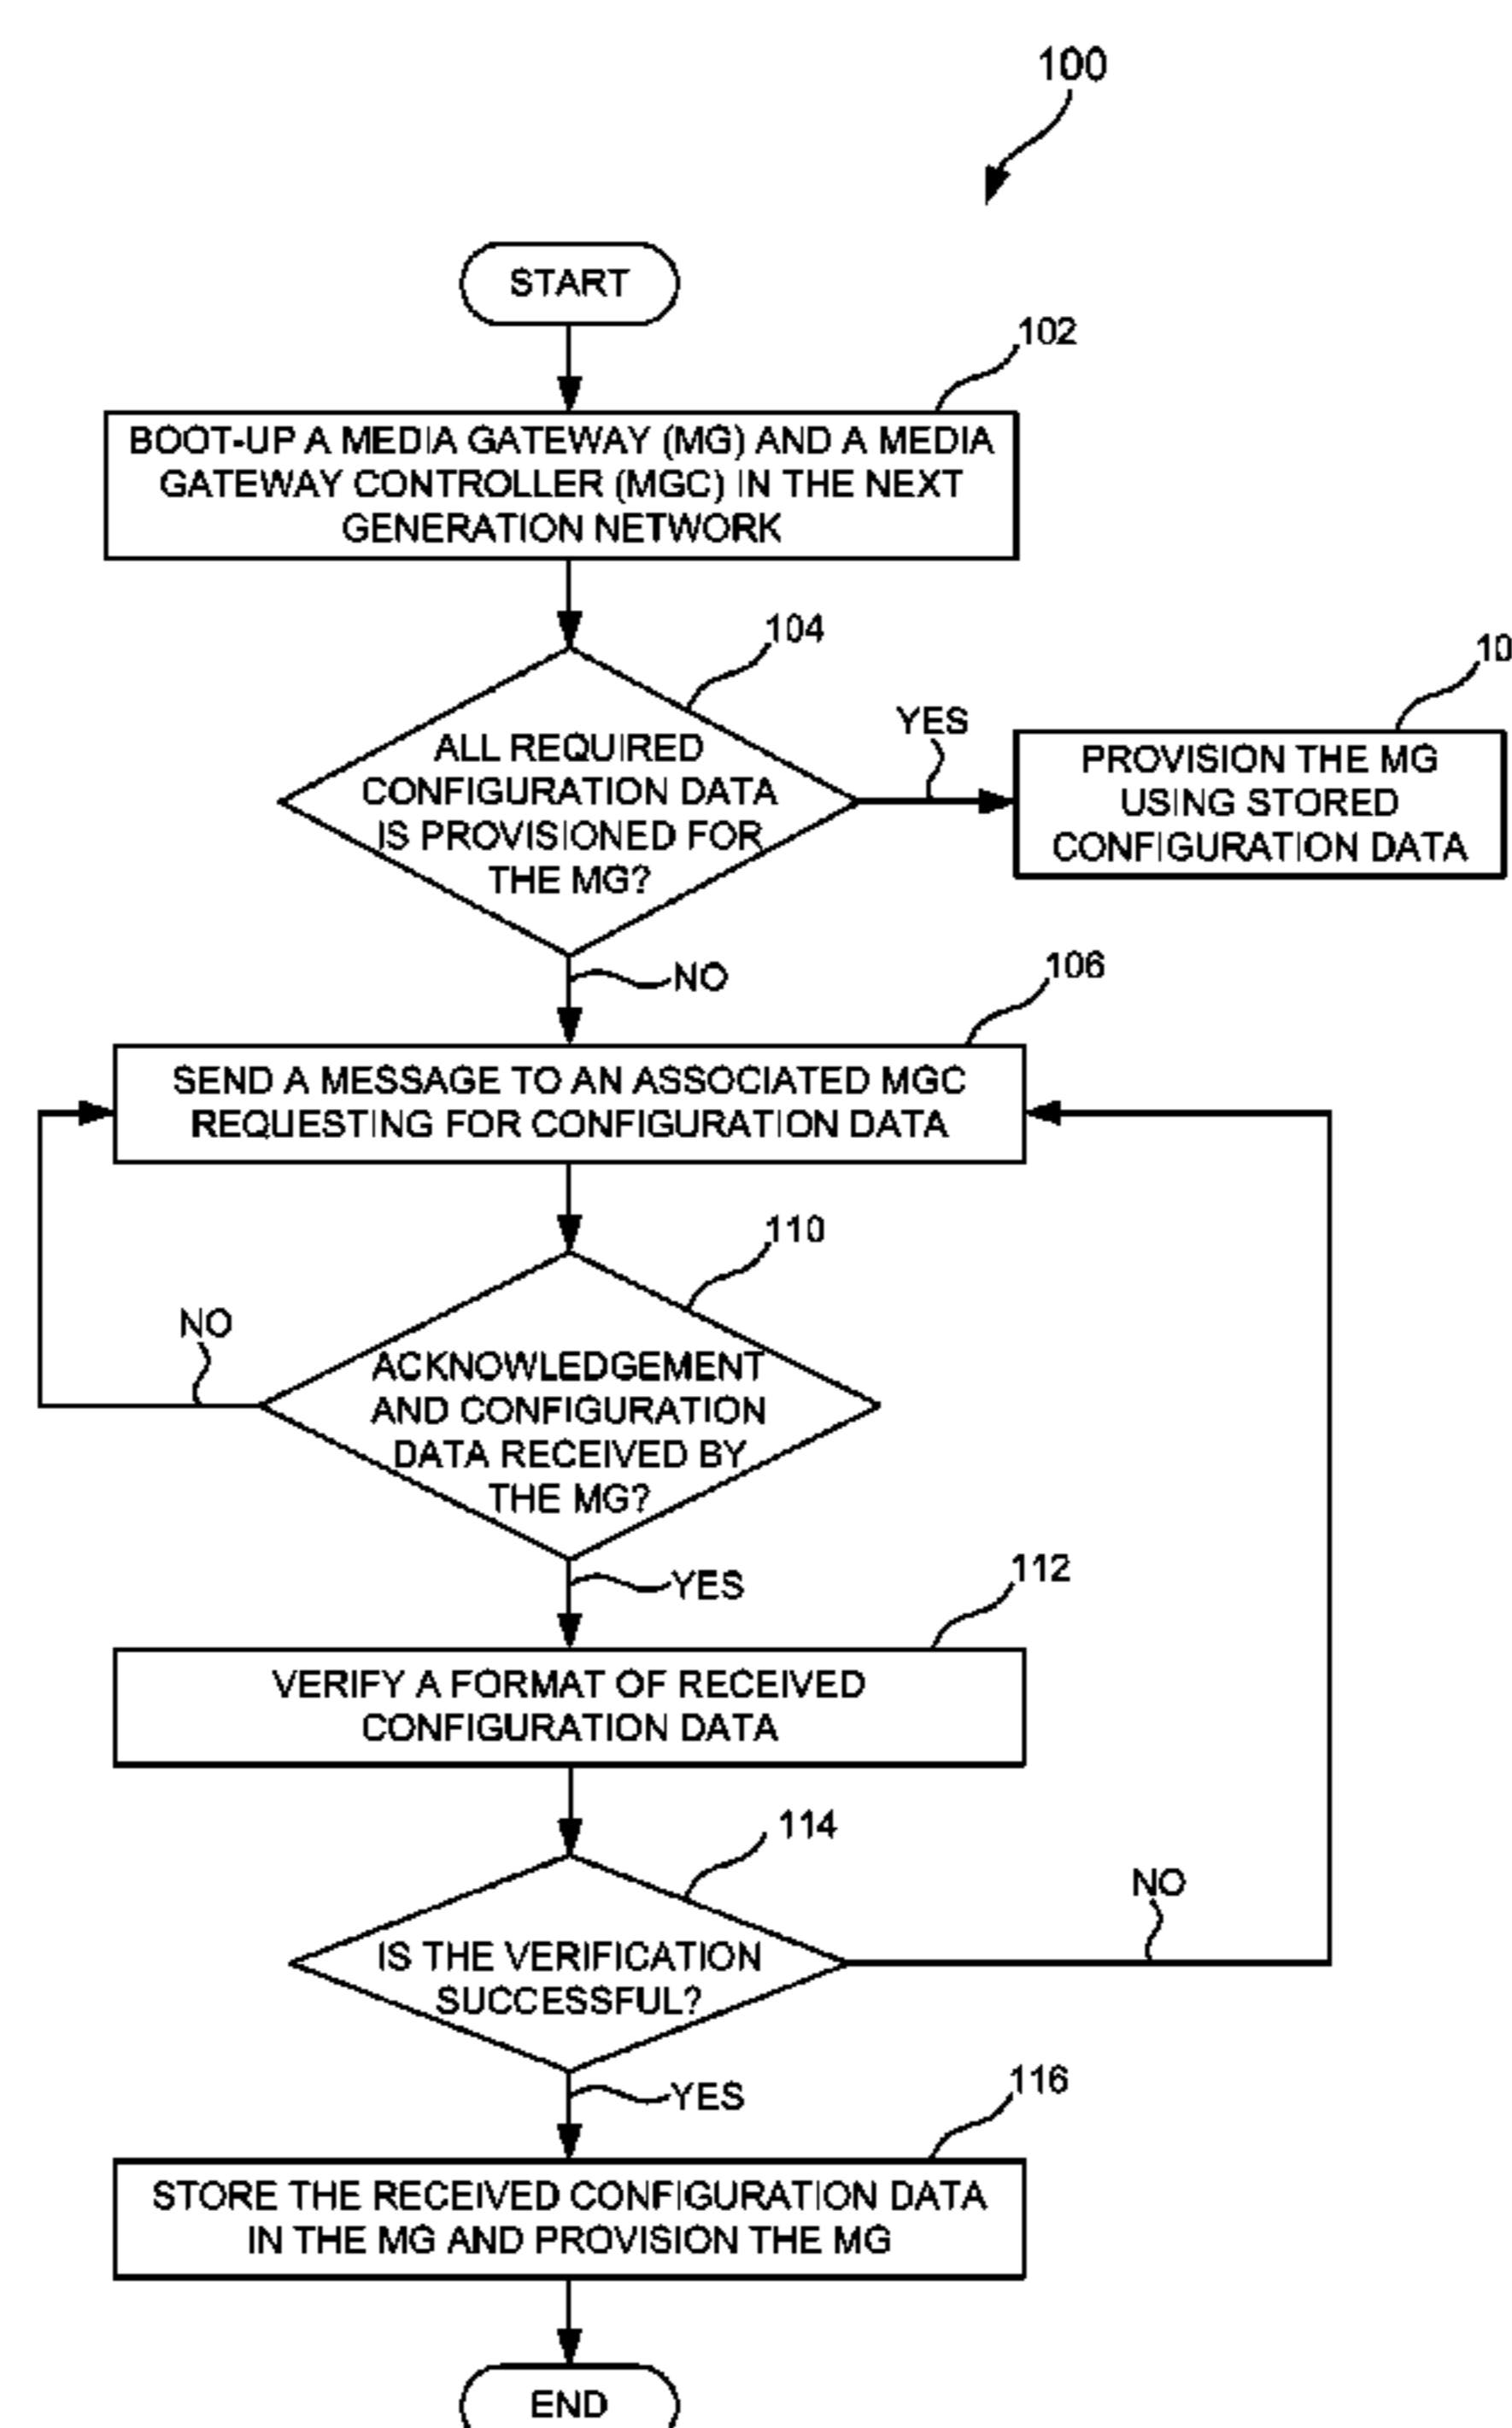 100
START
102
BOOT-UP A MEDIA GATEWAY (MG) AND A MEDIA
GATEWAY CONTROLLER (MGC) IN THE NEXT
GENERATION NETWORK
104
ALL REQUIRED
CONFIGURATION DATA
IS PROVISIONED FOR
THE MG?
YES
10
PROVISION THE MG
USING STORED
CONFIGURATION DATA
NO
106
SEND A MESSAGE TO AN ASSOCIATED MGC
REQUESTING FOR CONFIGURATION DATA
110
NO
ACKNOWLEDGEMENT
AND CONFIGURATION
DATA RECEIVED BY
THE MG?
YES
112
VERIFY A FORMAT OF RECEIVED
CONFIGURATION DATA
114
NO
IS THE VERIFICATION
SUCCESSFUL?
YES
116
STORE THE RECEIVED CONFIGURATION DATA
IN THE MG AND PROVISION THE MG
END